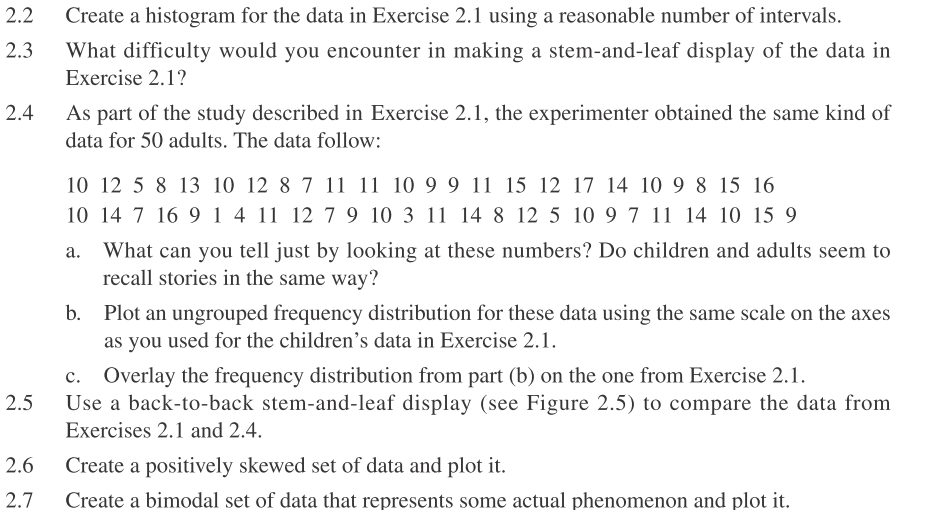 2.2 Create a histogram for the data in Exercise 2.1 using a reasonable number of intervals.
2.3 What difficulty would you encounter in making a stem-and-leaf display of the data in
Exercise 2.1?
2.4 As part of the study described in Exercise 2.1, the experimenter obtained the same kind of
data for 50 adults. The data follow:
10 12 5 8 13 10 12 8 7 11 11 10 9 9 11 15 12 17 14 10 9 8 15 16
10 14 7 16 9 1 4 11 12 7 9 10 3 11 14 8 12 5 10 9 7 11 14 10 15 9
a. What can you tell just by looking at these numbers? Do children and adults seem to
recall stories in the same way?
b. Plot an ungrouped frequency distribution for these data using the same scale on the axes
as you used for the children’s data in Exercise 2.1.
c. Overlay the frequency distribution from part (b) on the one from Exercise 2.1.
2.5 Use a back-to-back stem-and-leaf display (see Figure 2.5) to compare the data from
Exercises 2.1 and 2.4.
2.6 Create a positively skewed set of data and plot it.
2.7 Create a bimodal set of data that represents some actual phenomenon and plot it.